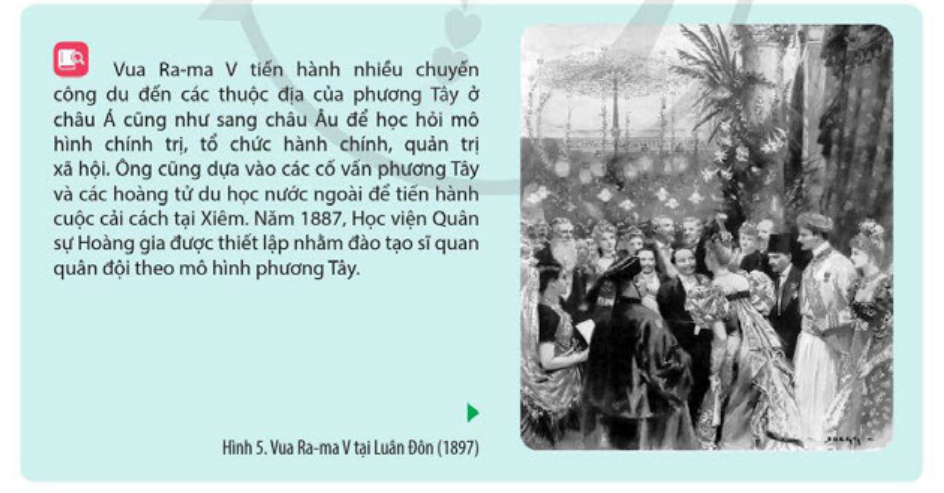 Vua Ra-ma V tiến hành nhiều chuyến
công du đến các thuộc địa của phương Tây ở
châu Á cũng như sang châu Âu để học hỏi mô
hình chính trị, tổ chức hành chính, quản trị
xã hội. Ông cũng dựa vào các cố vấn phương Tây
và các hoàng tử du học nước ngoài để tiến hành
cuộc cải cách tại Xiêm. Năm 1887, Học viện Quân
sự Hoàng gia được thiết lập nhằm đào tạo sĩ quan
quân đội theo mô hình phương Tây.
Hình 5. Vua Ra-ma V tại Luân Đôn (1897)